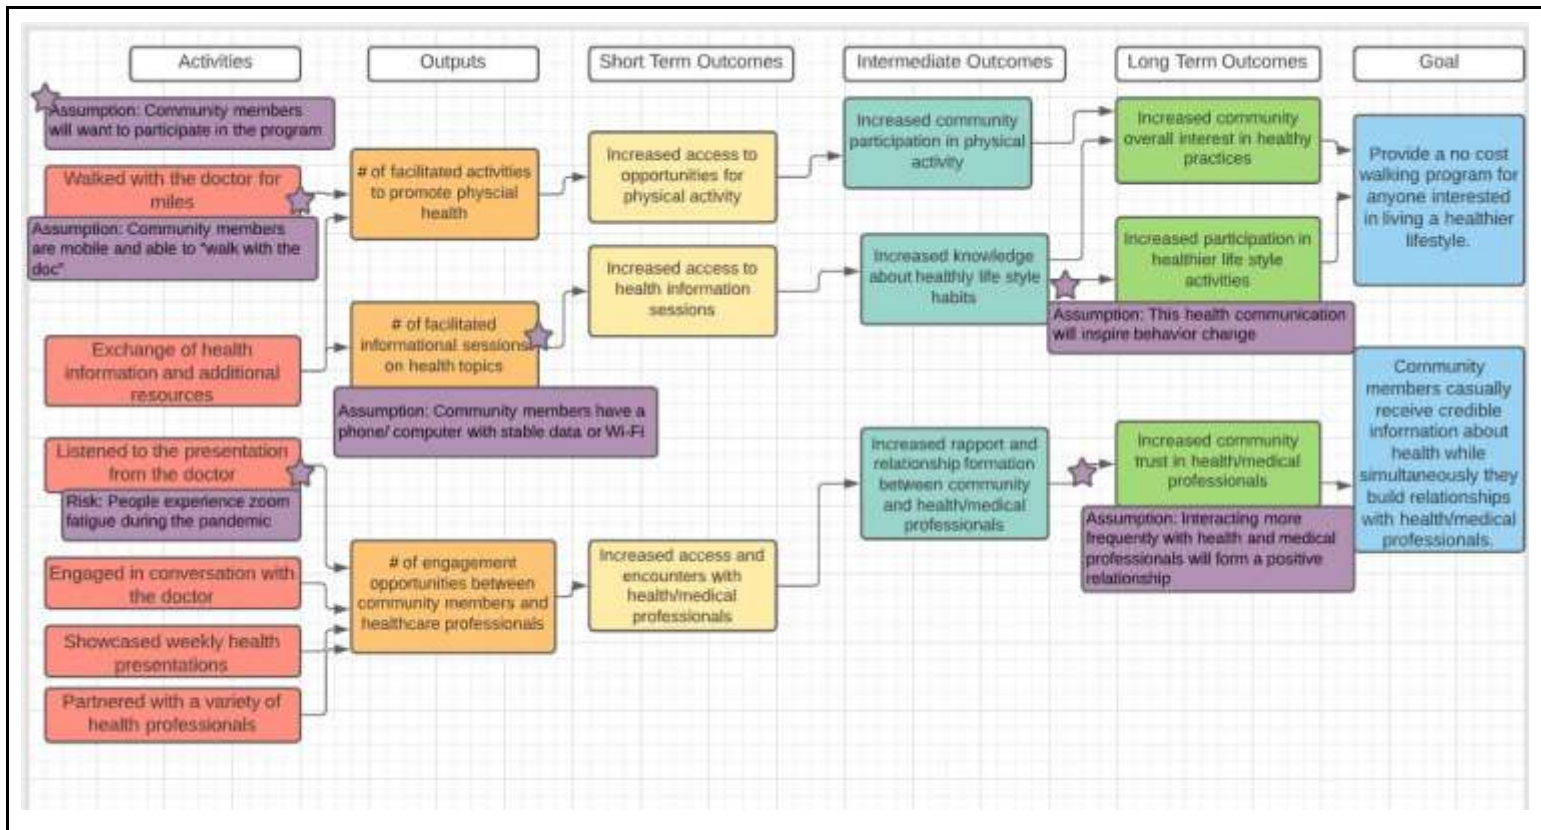 Activities
Outputs
Short Term Outcomes
Intermediate Outcomes
Long Term Outcomes
Goal
Assumption: Community members
will want to participate in the program
Walked with the doctor for
miles
Assumption: Community members
are mobile and able to "walk with the
doc"
Exchange of health
information and additional
resources
Listened to the presentation
from the doctor
Risk: People experience zoom
fatigue during the pandemic
Engaged in conversation with
the doctor
Showcased weekly health
presentations
Partnered with a variety of
health professionals
# of facilitated activities
to promote physcial
health
# of facilitated
informational sessions
on health topics
Assumption: Community members have a
phone/ computer with stable data or Wi-Fi
# of engagement
opportunities between
community members and
healthcare professionals
Increased access to
opportunities for
physical activity
Increased access to
health information
sessions
Increased access and
encounters with
health/medical
professionals
Increased community
participation in physical
activity
Increased knowledge
about healthly life style
habits
Increased rapport and
relationship formation
between community
and health/medical
professionals
Increased community
overall interest in healthy
practices
Increased participation in
healthier life style
activities
Assumption: This health communication
will inspire behavior change
Increased community
trust in health/medical
professionals
Assumption: Interacting more
frequently with health and medical
professionals will form a positive
relationship
Provide a no cost
walking program for
anyone interested
in living a healthier
lifestyle.
Community
members casually
receive credible
information about
health while
simultaneously they
build relationships
with health/medical
professionals.